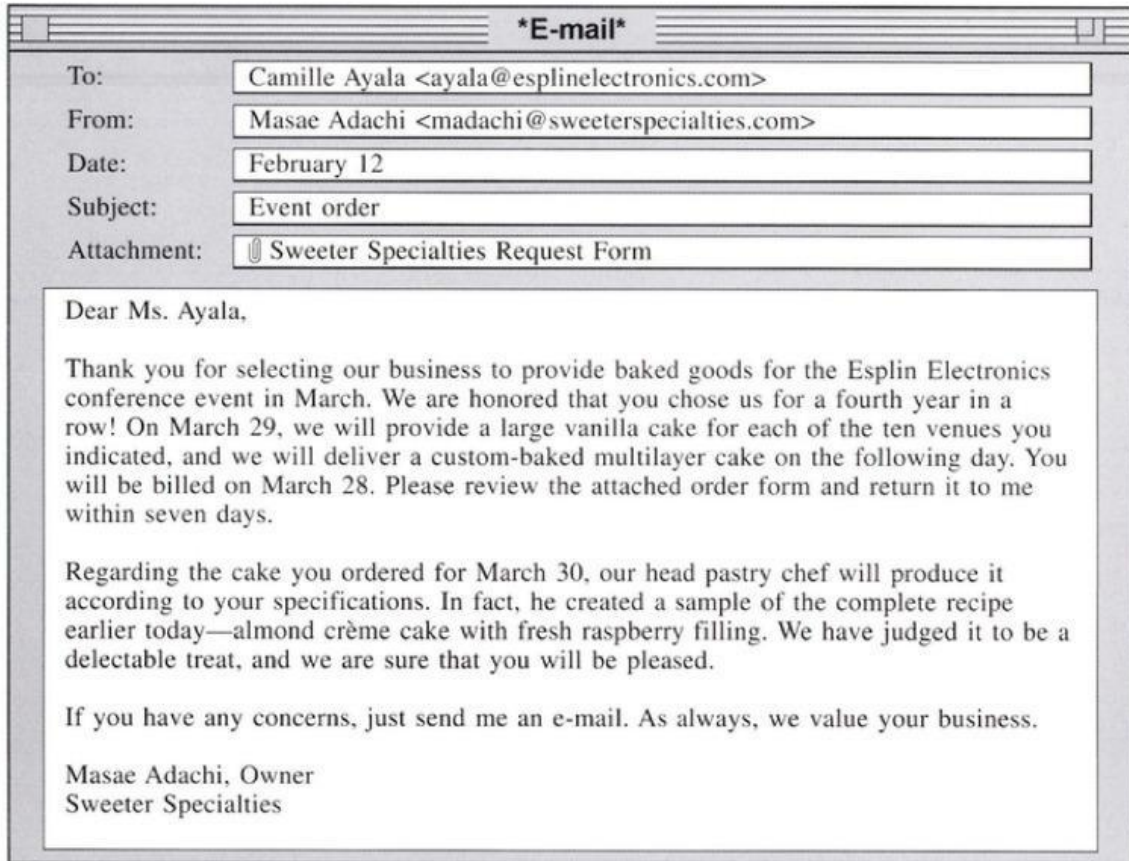 *E-mail*
To:
Camille Ayala <ayala@esplinelectronics.com>
From:
Masae Adachi <madachi@sweeterspecialties.com>
Date:
February 12
Subject:
Event order
Attachment:
Sweeter Specialties Request Form
Dear Ms. Ayala,
Thank you for selecting our business to provide baked goods for the Esplin Electronics
conference event in March. We are honored that you chose us for a fourth year in a
row! On March 29, we will provide a large vanilla cake for each of the ten venues you
indicated, and we will deliver a custom-baked multilayer cake on the following day. You
will be billed on March 28. Please review the attached order form and return it to me
within seven days.
Regarding the cake you ordered for March 30, our head pastry chef will produce it
according to your specifications. In fact, he created a sample of the complete recipe
earlier today—almond crème cake with fresh raspberry filling. We have judged it to be a
delectable treat, and we are sure that you will be pleased.
If you have any concerns, just send me an e-mail. As always, we value your business.
Masae Adachi, Owner
Sweeter Specialties